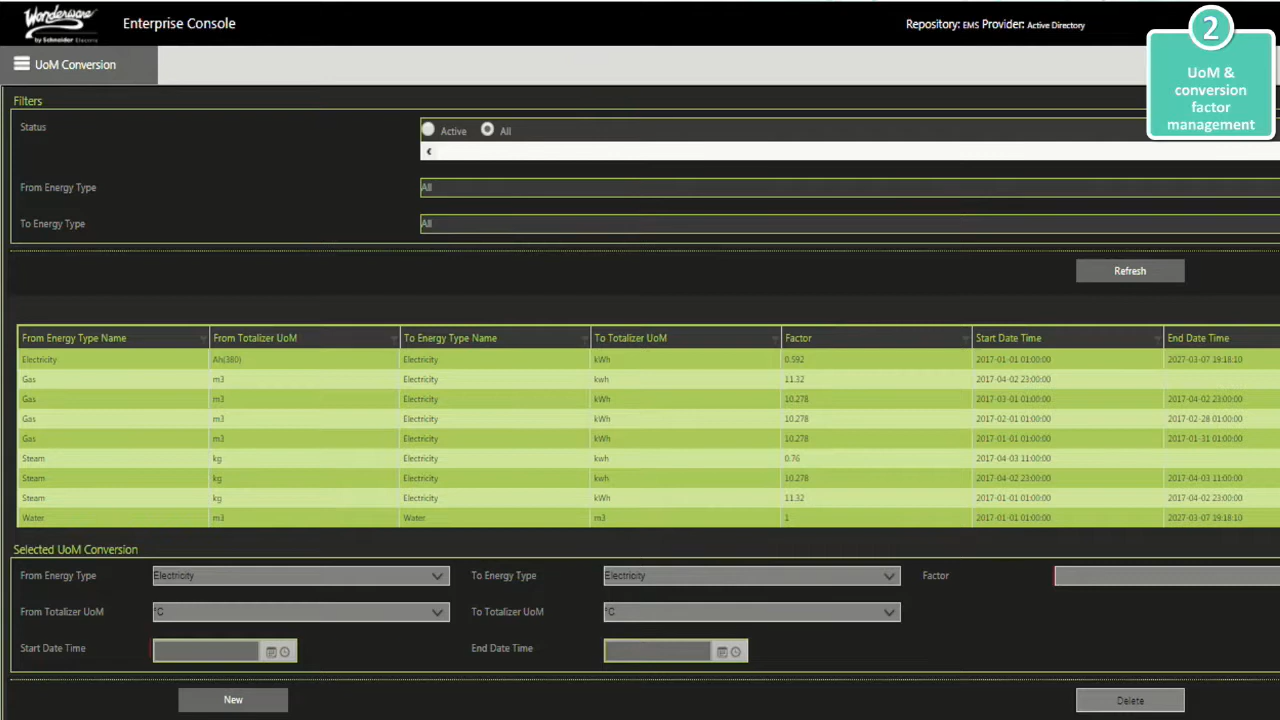 Wonderware
by Schneider Electric
Enterprise Console
Repository: EMS Provider: Active Directory
2
UoM &
conversion
factor
management
UoM Conversion
Filters
Status
Active All
From Energy Type All
To Energy Type All
Refresh
From Energy Type Name From Totalizer UoM To Energy Type Name To Totalizer UoM Factor Start Date Time End Date Time
Electricity Ah(380) Electricity kWh 0.592 2017-01-01 01:00:00 2027-03-07 19:18:10
Gas m3 Electricity kwh 11.32 2017-04-02 23:00:00
Gas m3 Electricity kWh 10.278 2017-03-01 01:00:00 2017-04-02 23:00:00
Gas m3 Electricity kWh 10.278 2017-02-01 01:00:00 2017-02-28 01:00:00
Gas m3 Electricity kWh 10.278 2017-01-01 01:00:00 2017-01-31 01:00:00
Steam kg Electricity kwh 0.76 2017-04-03 11:00:00
Steam kg Electricity kwh 10.278 2017-04-02 23:00:00 2017-04-03 11:00:00
Steam kg Electricity kWh 11.32 2017-01-01 01:00:00 2017-04-02 23:00:00
Water m3 Water m3 1 2017-01-01 01:00:00 2027-03-07 19:18:10
Selected UoM Conversion
From Energy Type Electricity To Energy Type Electricity Factor
From Totalizer UoM °C To Totalizer UoM °C
Start Date Time End Date Time
New Delete